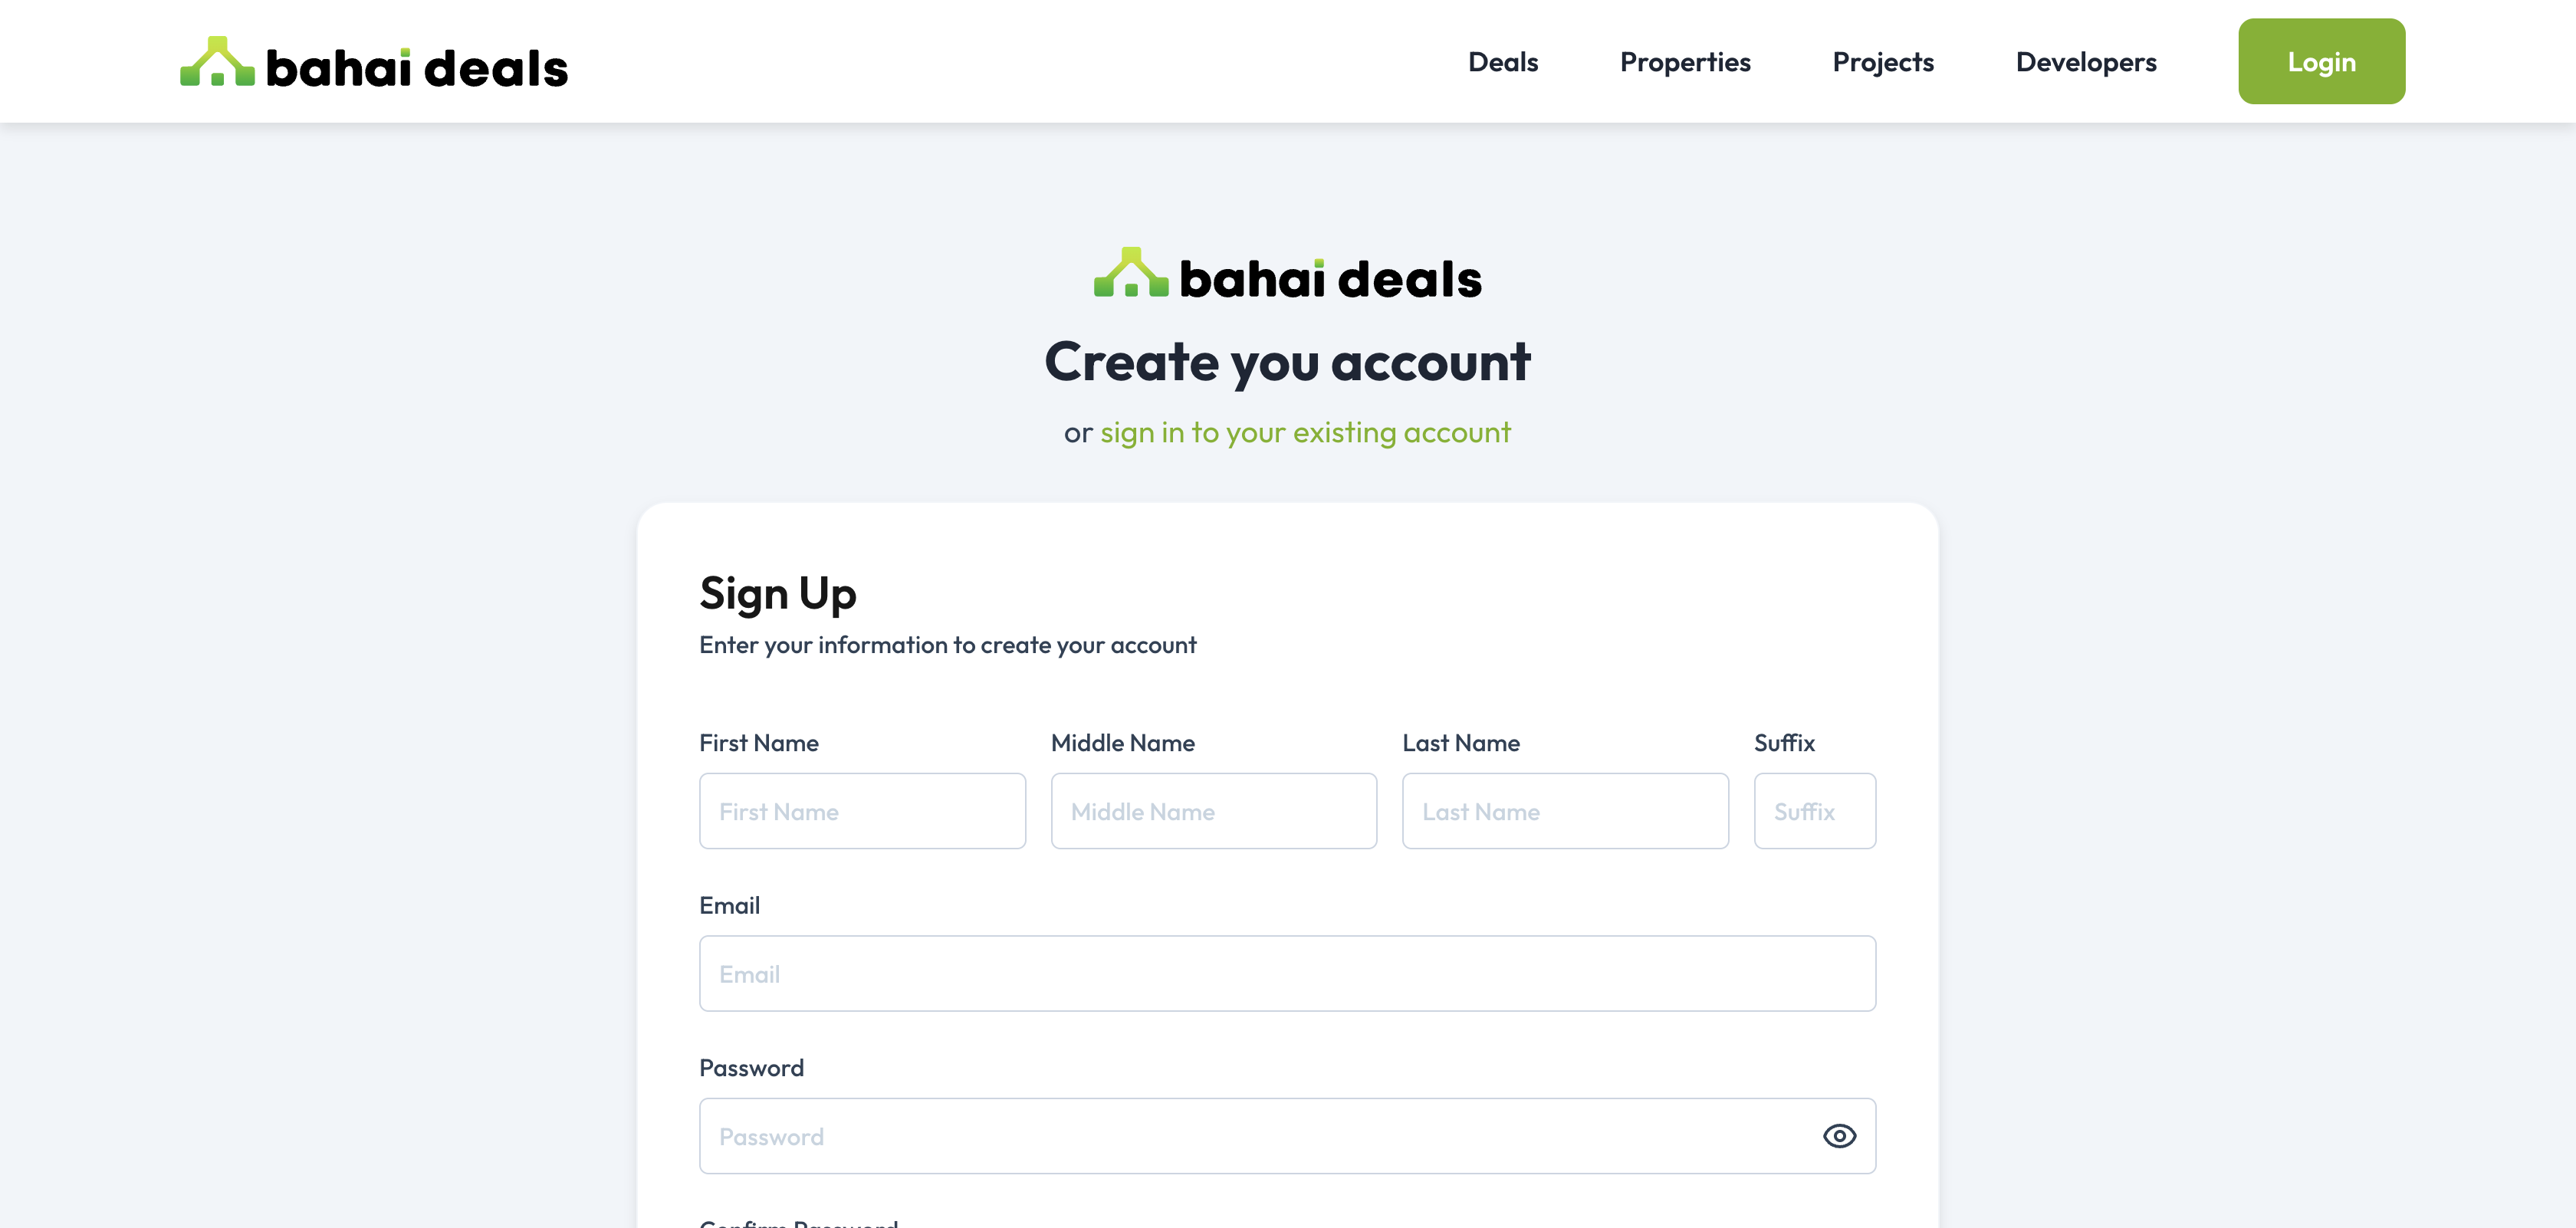 bahai deals
Deals Properties Projects Developers Login
bahai deals
Create you account
or sign in to your existing account
Sign Up
Enter your information to create your account
First Name Middle Name Last Name Suffix
First Name Middle Name Last Name Suffix
Email
Email
Password
Password
Confirm Password